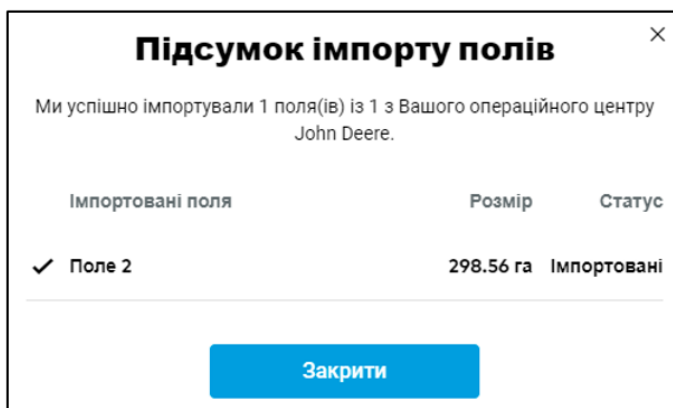 Підсумок імпорту полів
Ми успішно імпортували 1 поля(ів) із 1 з Вашого операційного центру
John Deere.
Імпортовані поля Розмір Статус
Поле 2 298.56 га Імпортовані
Закрити